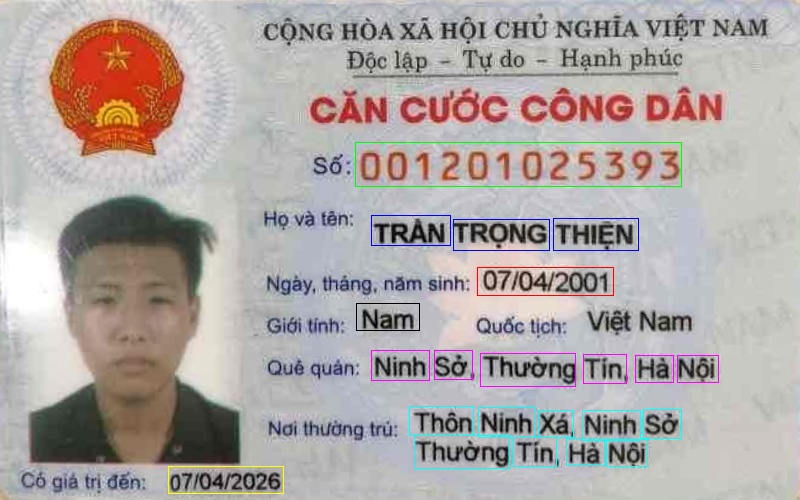 CỘNG HÒA XÃ HỘI CHỦ NGHĨA VIỆT NAM
Độc lập - Tự do - Hạnh phúc
CĂN CƯỚC CÔNG DÂN
Số: 001201025393
Họ và tên: TRẦN TRỌNG THIỆN
Ngày, tháng, năm sinh: 07/04/2001
Giới tính: Nam Quốc tịch: Việt Nam
Quê quán: Ninh Sở, Thường Tín, Hà Nội
Nơi thường trú: Thôn Ninh Xá, Ninh Sở
Thường Tín, Hà Nội
Có giá trị đến: 07/04/2026